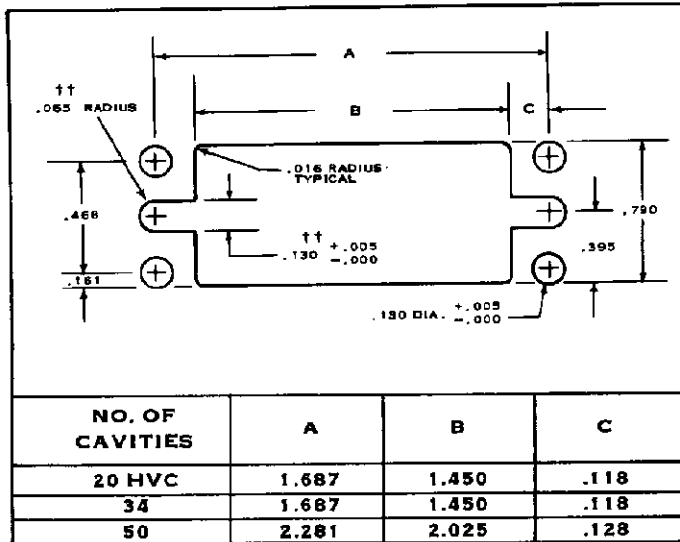 A
††
.065 RADIUS
B
C
.016 RADIUS
TYPICAL
.468
.790
††
.130 +.005 -.000
.395
.161
.130 DIA. +.005 -.000
NO. OF CAVITIES A B C
20 HVC 1.687 1.450 .118
34 1.687 1.450 .118
50 2.281 2.025 .128